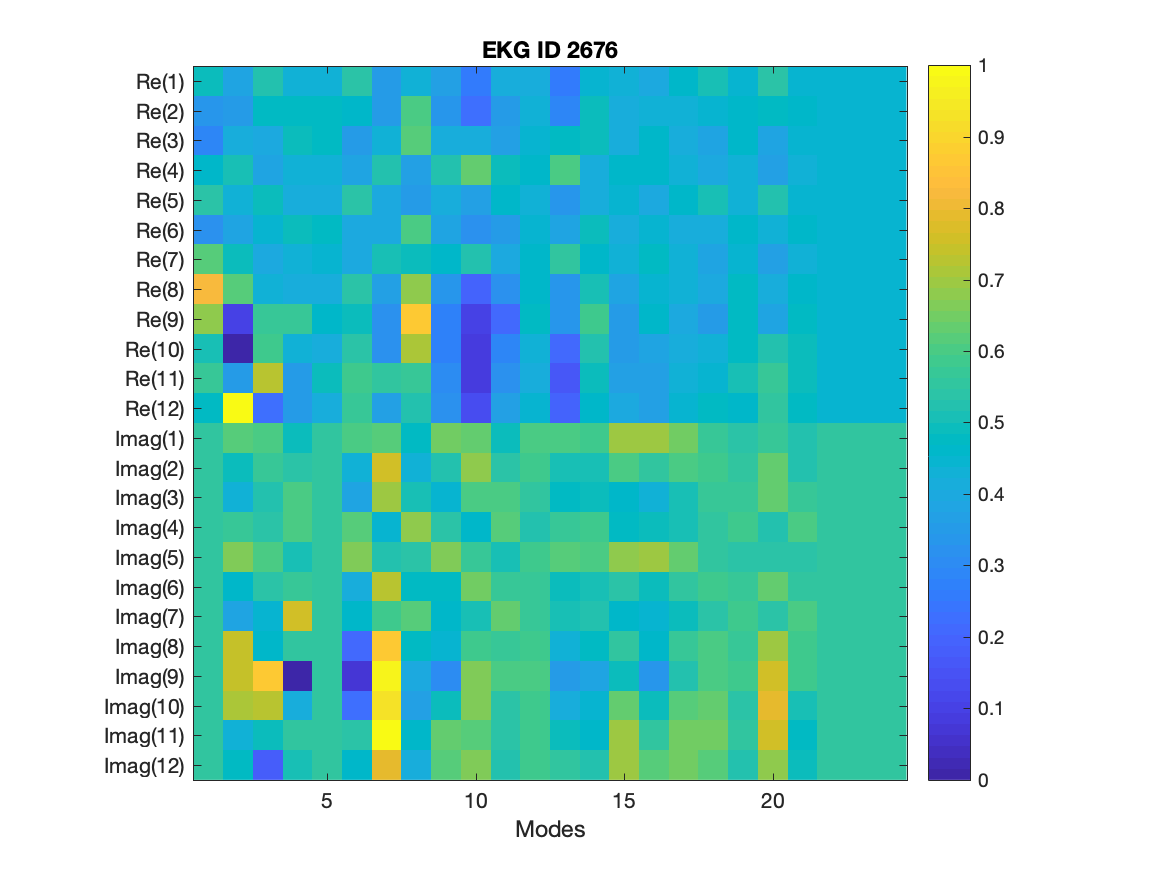 EKG ID 2676
Re(1)
Re(2)
Re(3)
Re(4)
Re(5)
Re(6)
Re(7)
Re(8)
Re(9)
Re(10)
Re(11)
Re(12)
Imag(1)
Imag(2)
Imag(3)
Imag(4)
Imag(5)
Imag(6)
Imag(7)
Imag(8)
Imag(9)
Imag(10)
Imag(11)
Imag(12)
5 10 15 20
Modes
1
0.9
0.8
0.7
0.6
0.5
0.4
0.3
0.2
0.1
0